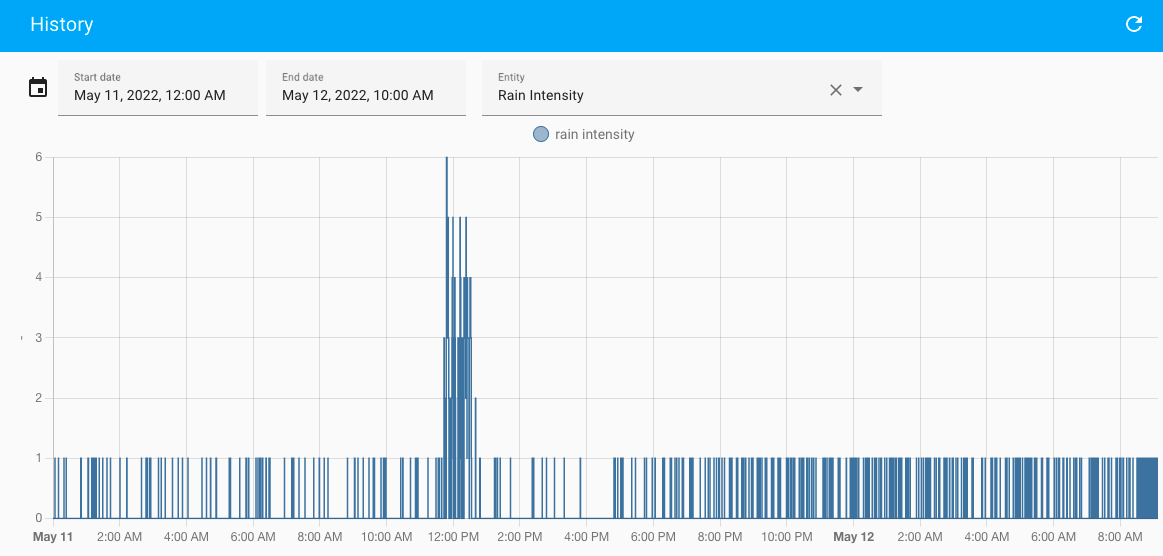 History
Start date
May 11, 2022, 12:00 AM
End date
May 12, 2022, 10:00 AM
Entity
Rain Intensity
rain intensity
6
5
4
3
2
1
0
-
May 11 2:00 AM 4:00 AM 6:00 AM 8:00 AM 10:00 AM 12:00 PM 2:00 PM 4:00 PM 6:00 PM 8:00 PM 10:00 PM May 12 2:00 AM 4:00 AM 6:00 AM 8:00 AM